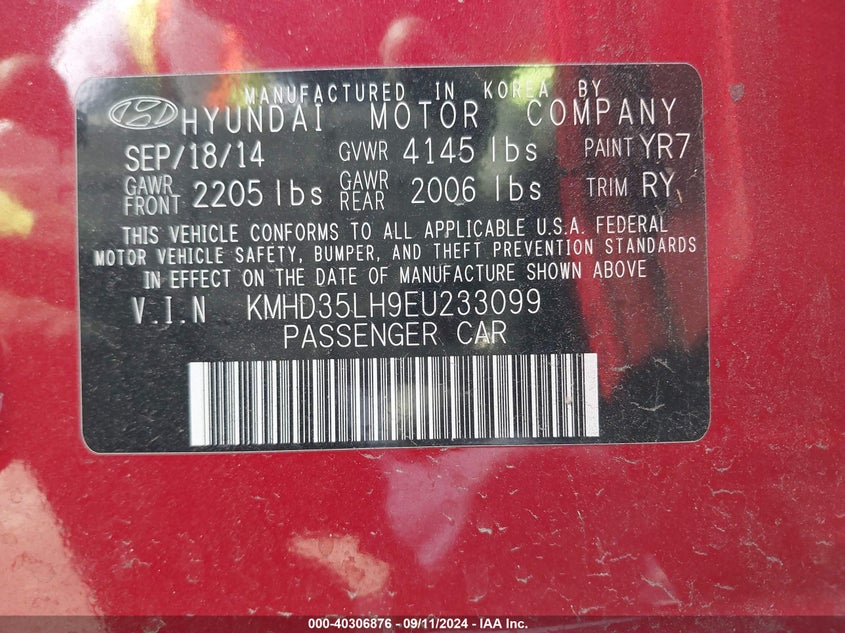 MANUFACTURED IN KOREA BY
HYUNDAI MOTOR COMPANY
SEP/18/14 GVWR 4145 lbs PAINT YR7
GAWR FRONT 2205 lbs GAWR REAR 2006 lbs TRIM RY
THIS VEHICLE CONFORMS TO ALL APPLICABLE U.S.A. FEDERAL
MOTOR VEHICLE SAFETY, BUMPER, AND THEFT PREVENTION STANDARDS
IN EFFECT ON THE DATE OF MANUFACTURE SHOWN ABOVE
V.I.N KMHD35LH9EU233099
PASSENGER CAR
000-40306876 - 09/11/2024 - IAA Inc.